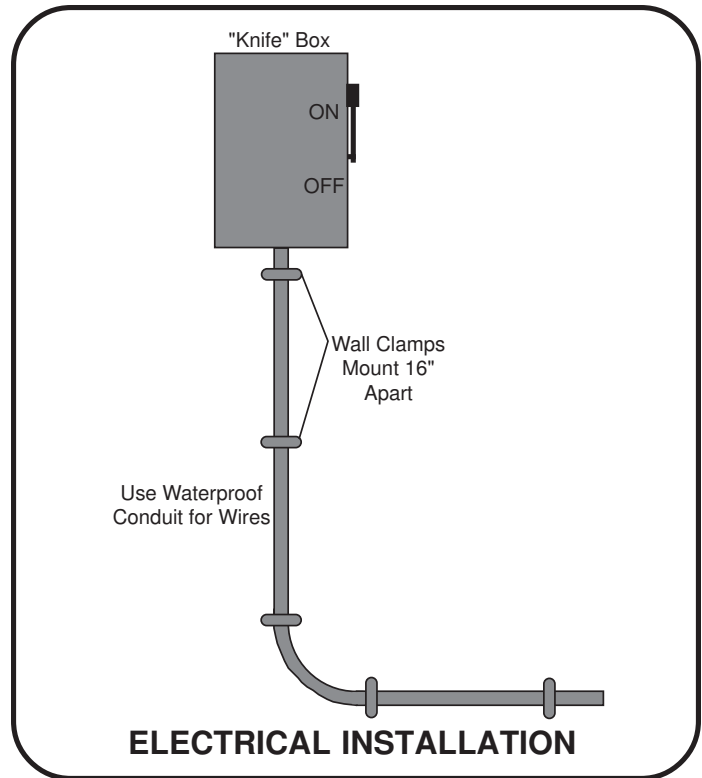 "Knife" Box
ON
OFF
Wall Clamps
Mount 16"
Apart
Use Waterproof
Conduit for Wires
ELECTRICAL INSTALLATION